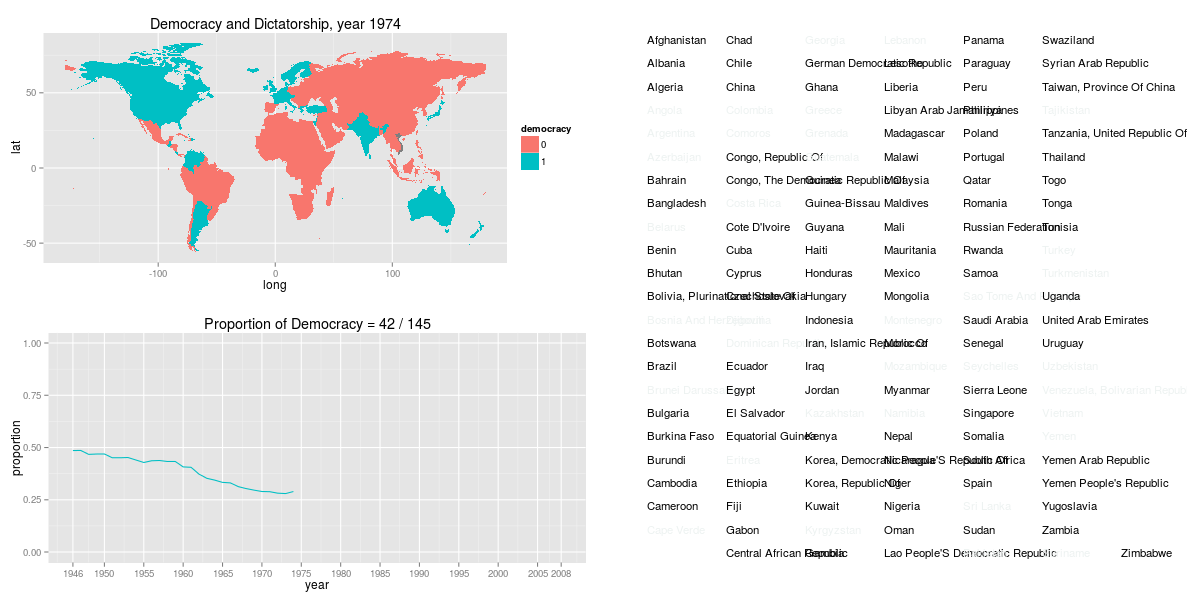 Democracy and Dictatorship, year 1974
lat
50
0
-50
-100
0
100
long
democracy
0
1
Proportion of Democracy = 42 / 145
proportion
1.00
0.75
0.50
0.25
0.00
1946 1950 1955 1960 1965 1970 1975 1980 1985 1990 1995 2000 2005 2008
year
Afghanistan Chad Georgia Lebanon Panama Swaziland
Albania Chile German Democratic Republic Lesotho Paraguay Syrian Arab Republic
Algeria China Ghana Liberia Peru Taiwan, Province Of China
Angola Colombia Greece Libyan Arab Jamahiriya Philippines Tajikistan
Argentina Comoros Grenada Madagascar Poland Tanzania, United Republic Of
Azerbaijan Congo, Republic Of Guatemala Malawi Portugal Thailand
Bahrain Congo, The Democratic Republic Of Guinea Malaysia Qatar Togo
Bangladesh Costa Rica Guinea-Bissau Maldives Romania Tonga
Belarus Cote D'Ivoire Guyana Mali Russian Federation Tunisia
Benin Cuba Haiti Mauritania Rwanda Turkey
Bhutan Cyprus Honduras Mexico Samoa Turkmenistan
Bolivia, Plurinational State Of Czechoslovakia Hungary Mongolia Sao Tome And Uganda
Bosnia And Herzegovina Indonesia Montenegro Saudi Arabia United Arab Emirates
Botswana Dominican Rep Iran, Islamic Republic Of Morocco Senegal Uruguay
Brazil Ecuador Iraq Mozambique Seychelles Uzbekistan
Brunei Darus Egypt Jordan Myanmar Sierra Leone Venezuela, Bolivarian Repub
Bulgaria El Salvador Kazakhstan Namibia Singapore Vietnam
Burkina Faso Equatorial Guinea Kenya Nepal Somalia Yemen
Burundi Eritrea Korea, Democratic People'S Republic Of Nicaragua South Africa Yemen Arab Republic
Cambodia Ethiopia Korea, Republic Of Niger Spain Yemen People's Republic
Cameroon Fiji Kuwait Nigeria Sri Lanka Yugoslavia
Cape Verde Gabon Kyrgyzstan Oman Sudan Zambia
Central African Republic Gambia Lao People'S Democratic Republic Zimbabwe